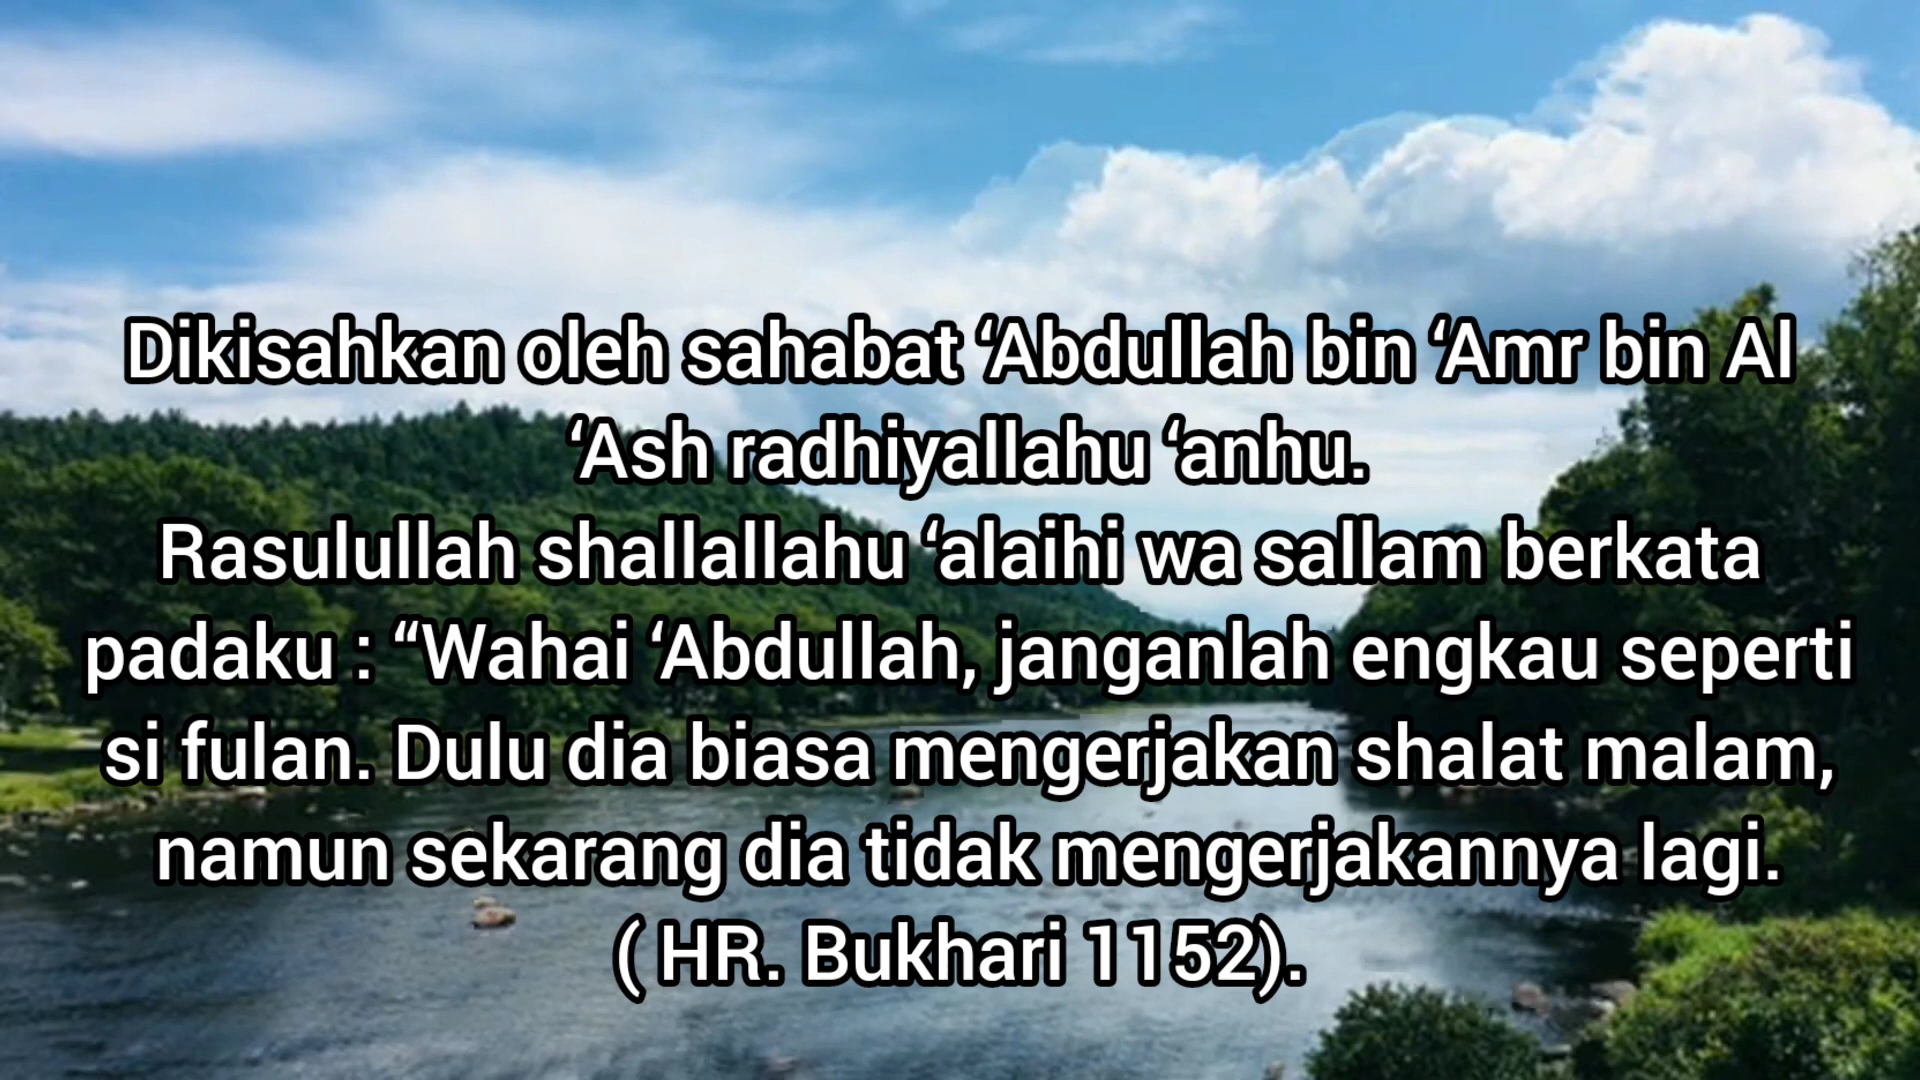 Dikisahkan oleh sahabat ‘Abdullah bin ‘Amr bin Al
‘Ash radhiyallahu ‘anhu.
Rasulullah shallallahu ‘alaihi wa sallam berkata
padaku : “Wahai ‘Abdullah, janganlah engkau seperti
si fulan. Dulu dia biasa mengerjakan shalat malam,
namun sekarang dia tidak mengerjakannya lagi.
( HR. Bukhari 1152).